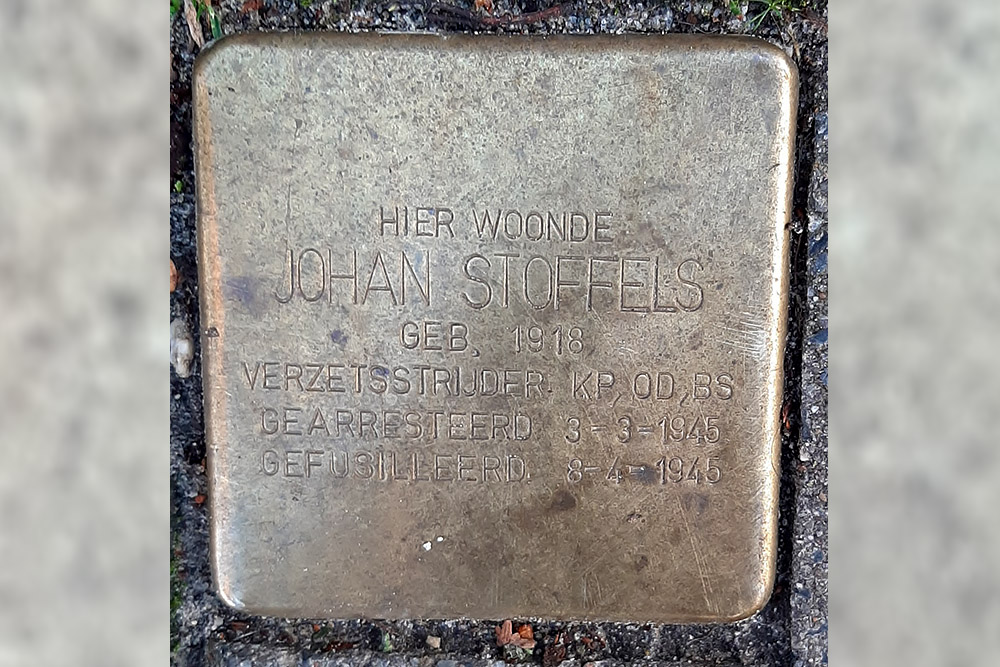 HIER WOONDE
JOHAN STOFFELS
GEB. 1918
VERZETSSTRIJDER KP, OD, BS
GEARRESTEERD 3-3-1945
GEFUSILLEERD 8-4-1945